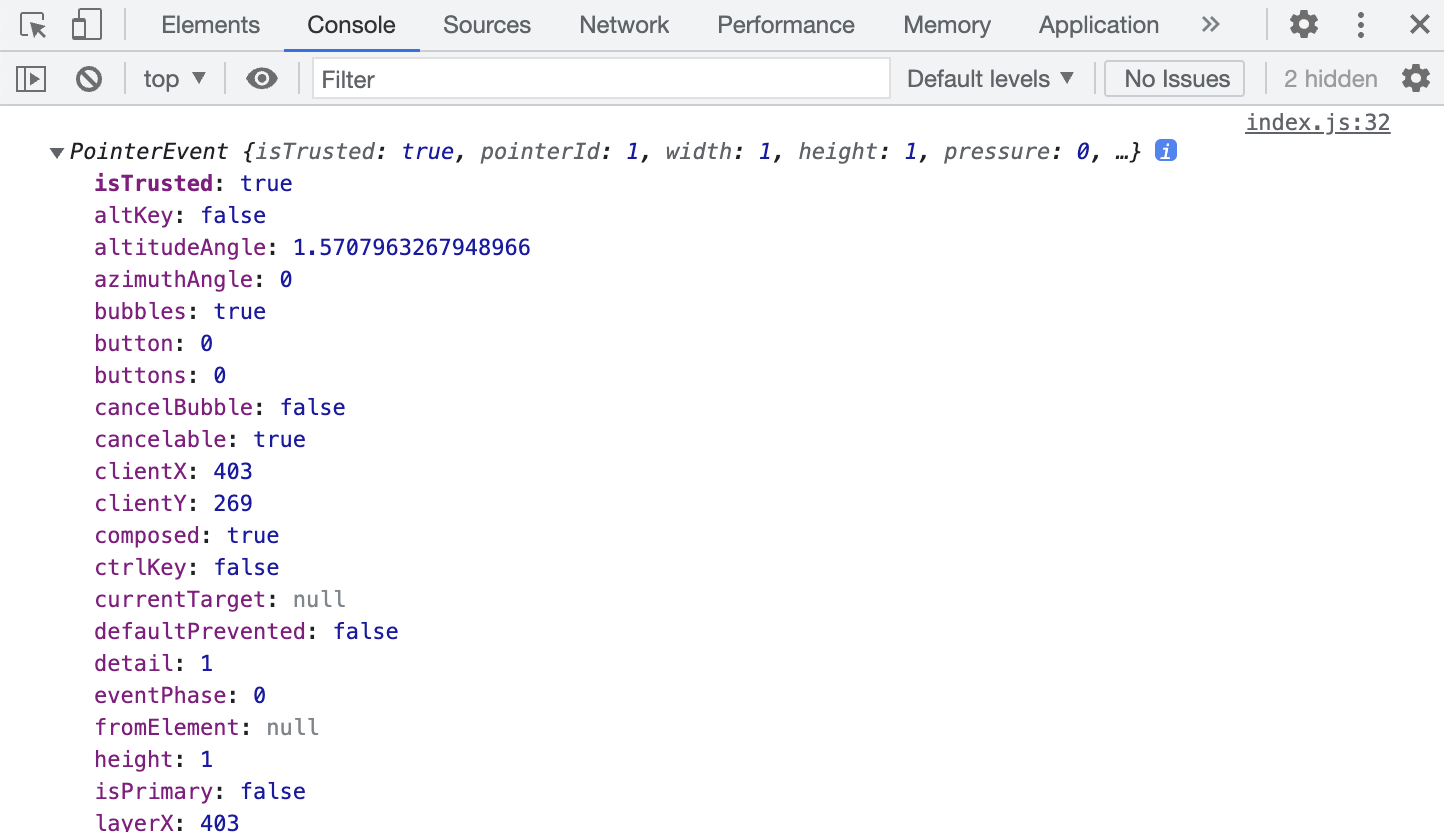 Elements Console Sources Network Performance Memory Application »
top ▼ Filter Default levels ▼ No Issues 2 hidden
index.js:32
▼PointerEvent {isTrusted: true, pointerId: 1, width: 1, height: 1, pressure: 0, …} i
isTrusted: true
altKey: false
altitudeAngle: 1.5707963267948966
azimuthAngle: 0
bubbles: true
button: 0
buttons: 0
cancelBubble: false
cancelable: true
clientX: 403
clientY: 269
composed: true
ctrlKey: false
currentTarget: null
defaultPrevented: false
detail: 1
eventPhase: 0
fromElement: null
height: 1
isPrimary: false
layerX: 403